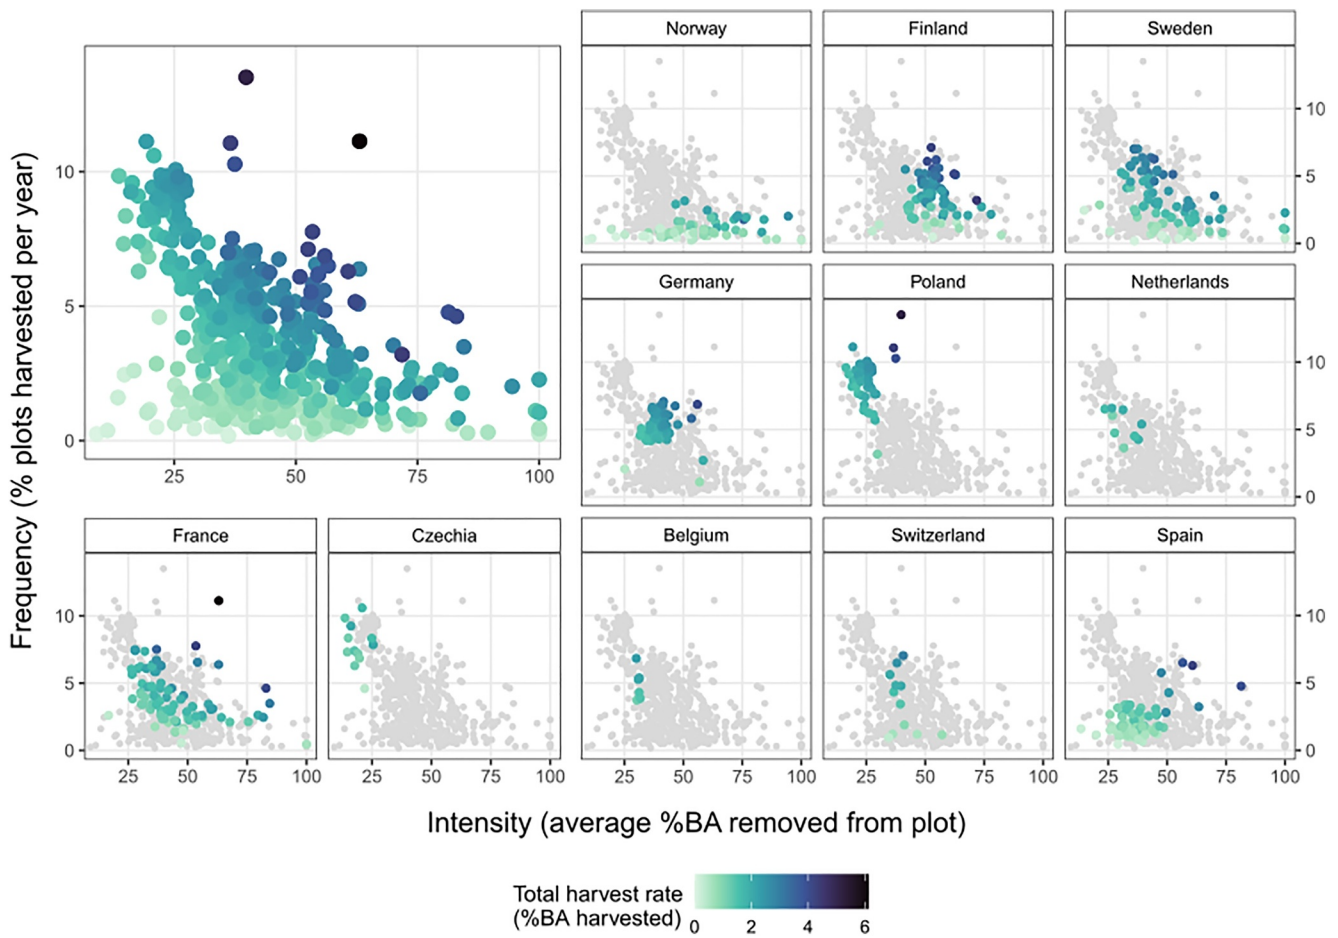 Norway Finland Sweden
10
5
0
25 50 75 100
Frequency (% plots harvested per year)
10
5
0
Germany Poland Netherlands
10
5
0
France Czechia Belgium Switzerland Spain
10
5
0
10
5
0
25 50 75 100 25 50 75 100 25 50 75 100 25 50 75 100 25 50 75 100
Intensity (average %BA removed from plot)
Total harvest rate
(%BA harvested)
0 2 4 6